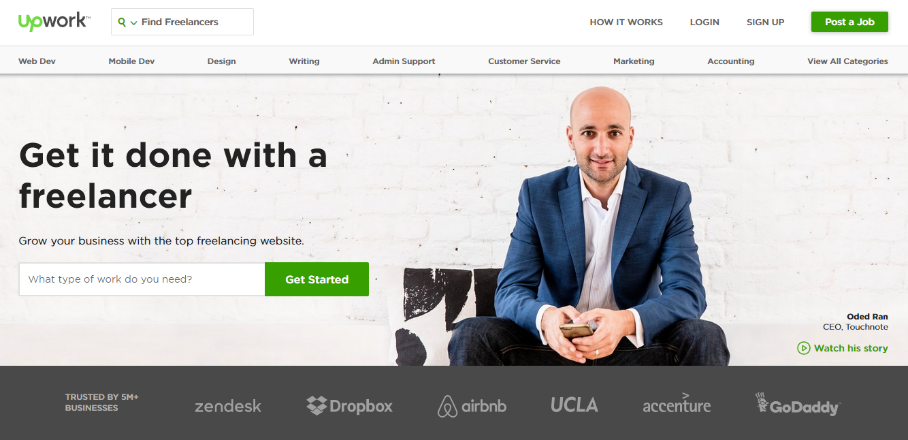 upwork™
Find Freelancers
HOW IT WORKS
LOGIN
SIGN UP
Post a Job
Web Dev
Mobile Dev
Design
Writing
Admin Support
Customer Service
Marketing
Accounting
View All Categories
Get it done with a
freelancer
Grow your business with the top freelancing website.
What type of work do you need?
Get Started
Oded Ran
CEO, Touchnote
Watch his story
TRUSTED BY 5M+
BUSINESSES
zendesk
Dropbox
airbnb
UCLA
accenture
GoDaddy